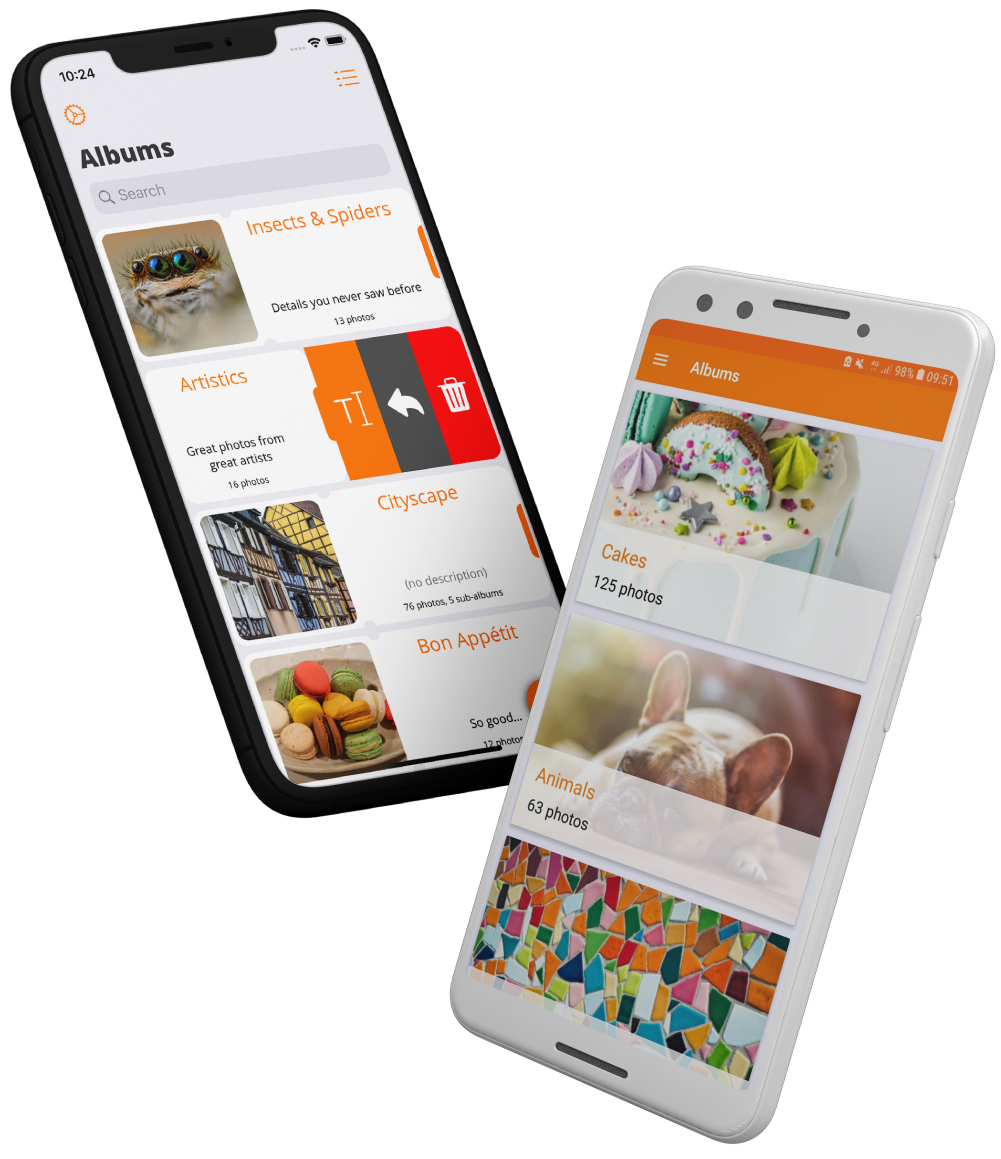 10:24
Albums
Search
Insects & Spiders
Details you never saw before
13 photos
Artistics
Great photos from
great artists
16 photos
Cityscape
(no description)
76 photos, 5 sub-albums
Bon Appétit
So good...
12 photos
4G 98% 09:51
Albums
Cakes
125 photos
Animals
63 photos